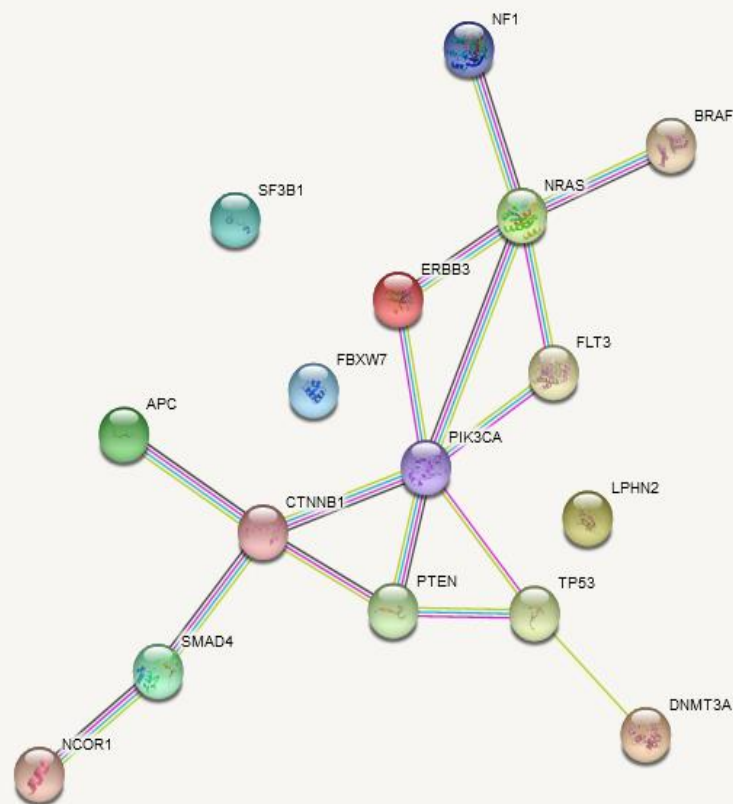 NF1
BRAF
NRAS
SF3B1
ERBB3
FLT3
FBXW7
APC
PIK3CA
LPHN2
CTNNB1
PTEN
TP53
SMAD4
DNMT3A
NCOR1